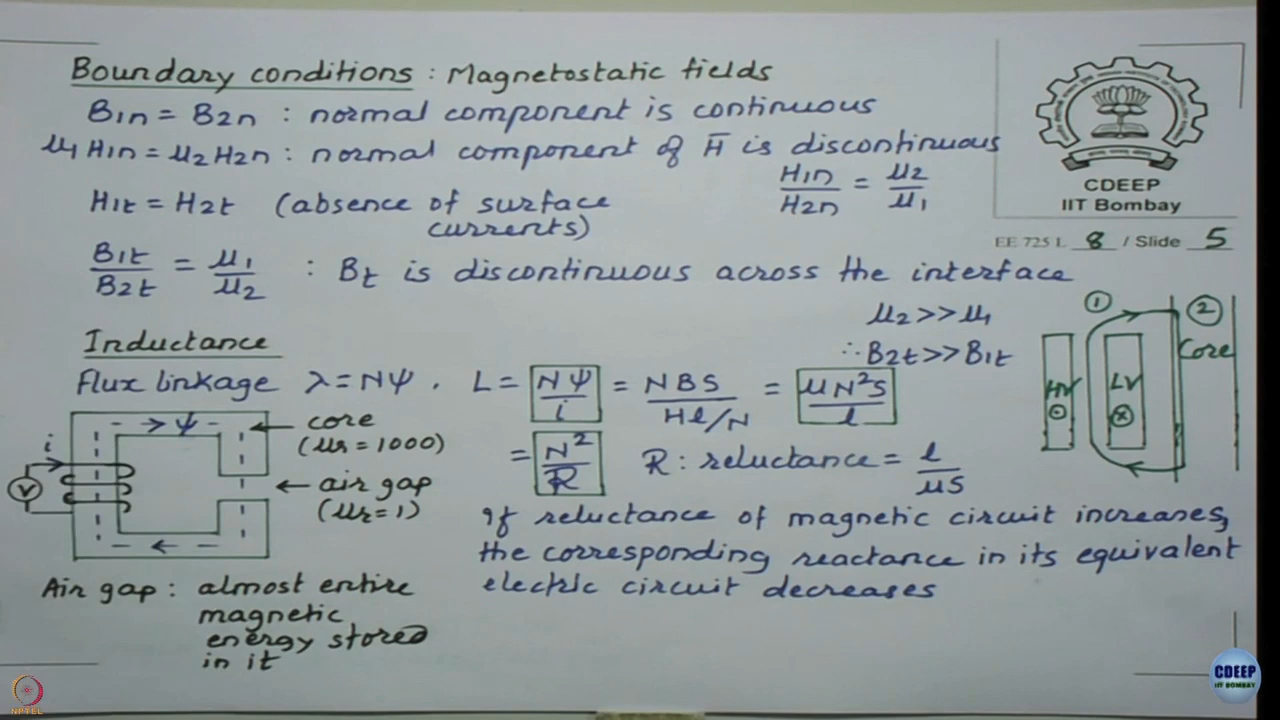 Boundary conditions : Magnetostatic fields
B1n = B2n : normal component is continuous
μ1 H1n = μ2 H2n : normal component of H̄ is discontinuous
H1n/H2n = μ2/μ1
H1t = H2t (absence of surface
currents)
B1t/B2t = μ1/μ2 : Bt is discontinuous across the interface
CDEEP
IIT Bombay
EE 725 L 8 / Slide 5
μ2 >> μ1
∴ B2t >> B1t
① ②
Core
HV LV
Inductance
Flux linkage λ = Nψ . L = Nψ/i = NBS/(Hl/N) = μN²S/l
= N²/R R : reluctance = l/μS
ψ
i
V
core
(μr = 1000)
air gap
(μr = 1)
If reluctance of magnetic circuit increases,
the corresponding reactance in its equivalent
electric circuit decreases
Air gap : almost entire
magnetic
energy stored
in it
NPTEL
CDEEP
IIT BOMBAY